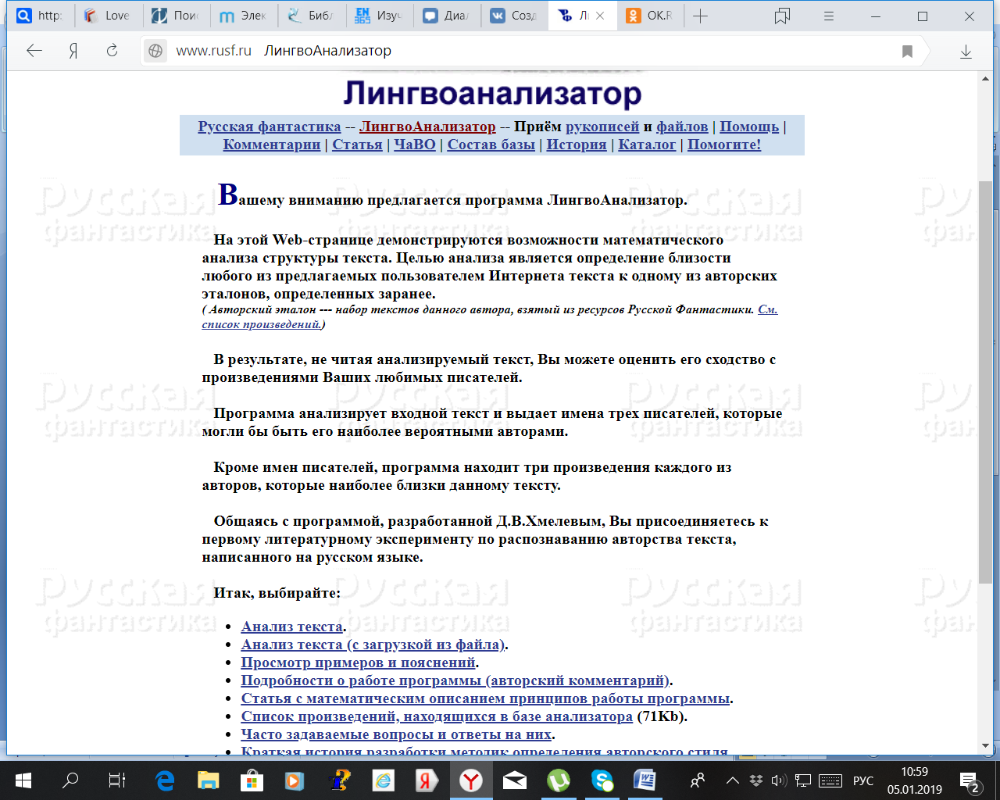 http:
Love
Поис
Элек
Библ
EN 365 Изуч
Диал
Созд
Ли
OK.R
www.rusf.ru ЛингвоАнализатор
Лингвоанализатор
Русская фантастика -- ЛингвоАнализатор -- Приём рукописей и файлов | Помощь |
Комментарии | Статья | ЧаВО | Состав базы | История | Каталог | Помогите!
Вашему вниманию предлагается программа ЛингвоАнализатор.
На этой Web-странице демонстрируются возможности математического
анализа структуры текста. Целью анализа является определение близости
любого из предлагаемых пользователем Интернета текста к одному из авторских
эталонов, определенных заранее.
( Авторский эталон --- набор текстов данного автора, взятый из ресурсов Русской Фантастики. См.
список произведений.)
В результате, не читая анализируемый текст, Вы можете оценить его сходство с
произведениями Ваших любимых писателей.
Программа анализирует входной текст и выдает имена трех писателей, которые
могли бы быть его наиболее вероятными авторами.
Кроме имен писателей, программа находит три произведения каждого из
авторов, которые наиболее близки данному тексту.
Общаясь с программой, разработанной Д.В.Хмелевым, Вы присоединяетесь к
первому литературному эксперименту по распознаванию авторства текста,
написанного на русском языке.
Итак, выбирайте:
• Анализ текста.
• Анализ текста (с загрузкой из файла).
• Просмотр примеров и пояснений.
• Подробности о работе программы (авторский комментарий).
• Статья с математическим описанием принципов работы программы.
• Список произведений, находящихся в базе анализатора (71Kb).
• Часто задаваемые вопросы и ответы на них.
• Краткая история разработки методик определения авторского стиля
РУС
10:59
05.01.2019
2